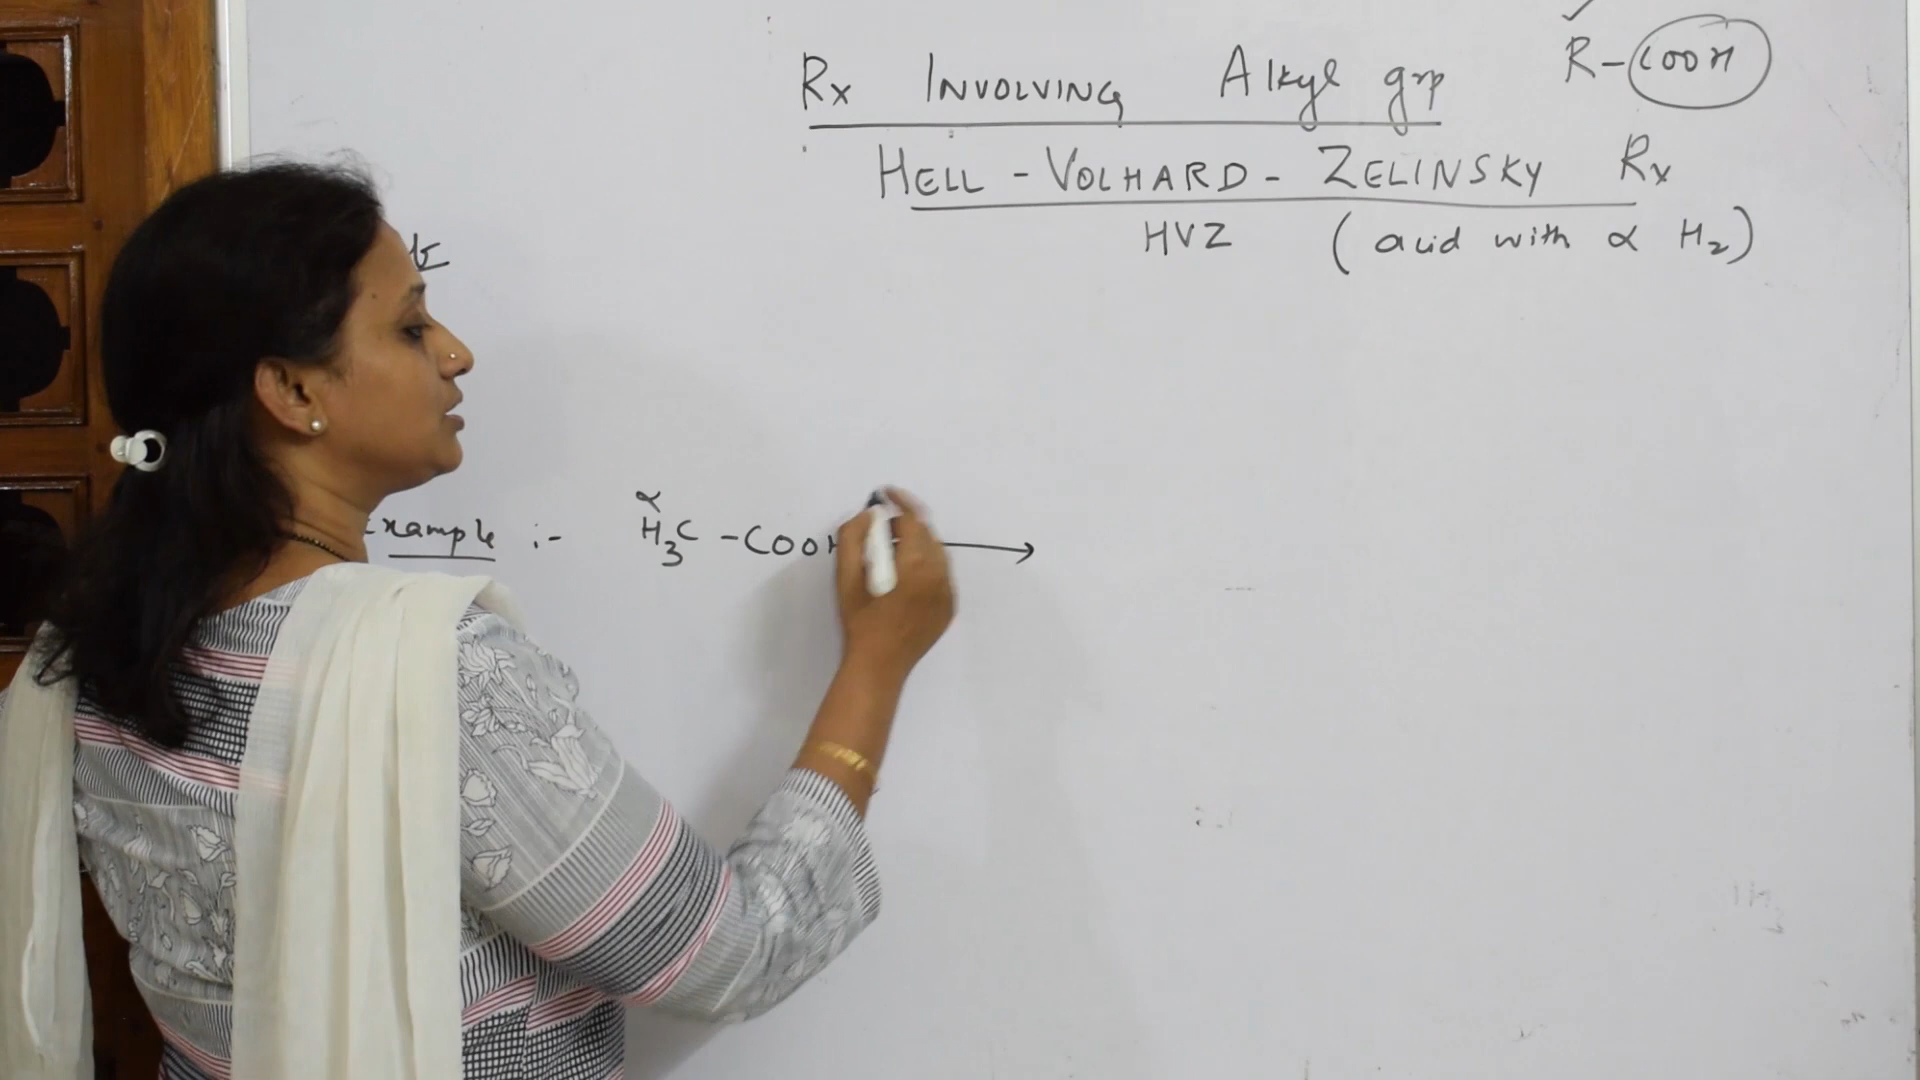 R-COOH
Rx INVOLVING Alkyl grp
HELL-VOLHARD-ZELINSKY Rx
HVZ (acid with α H2)
α
Example :- H3C -COOH